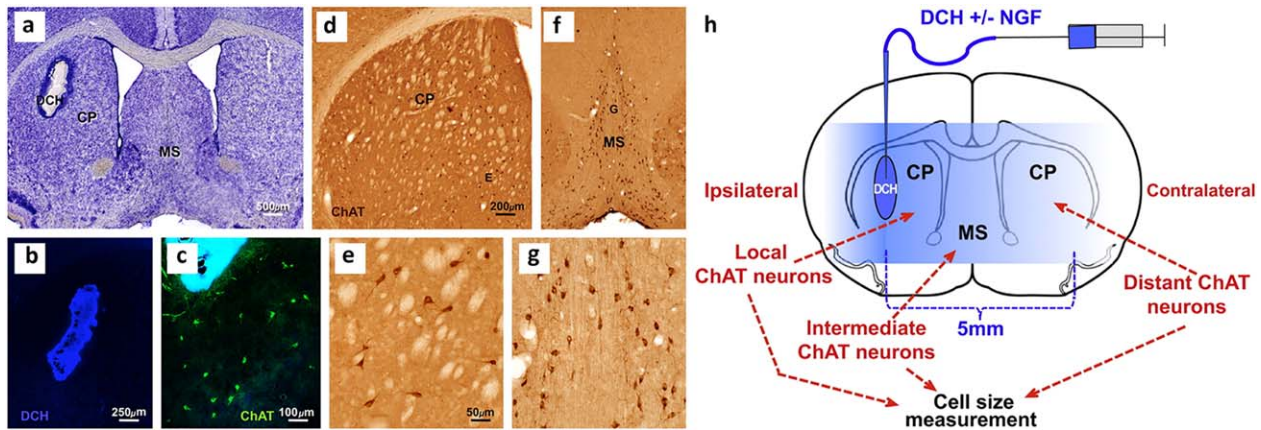 a
DCH
CP
MS
500µm
b
DCH
250µm
c
ChAT
100µm
d
CP
E
ChAT
200µm
e
50µm
f
G
MS
g
h
DCH +/- NGF
CP
CP
DCH
Ipsilateral
Contralateral
MS
Local
ChAT neurons
Distant ChAT
neurons
Intermediate
ChAT neurons
5mm
Cell size
measurement